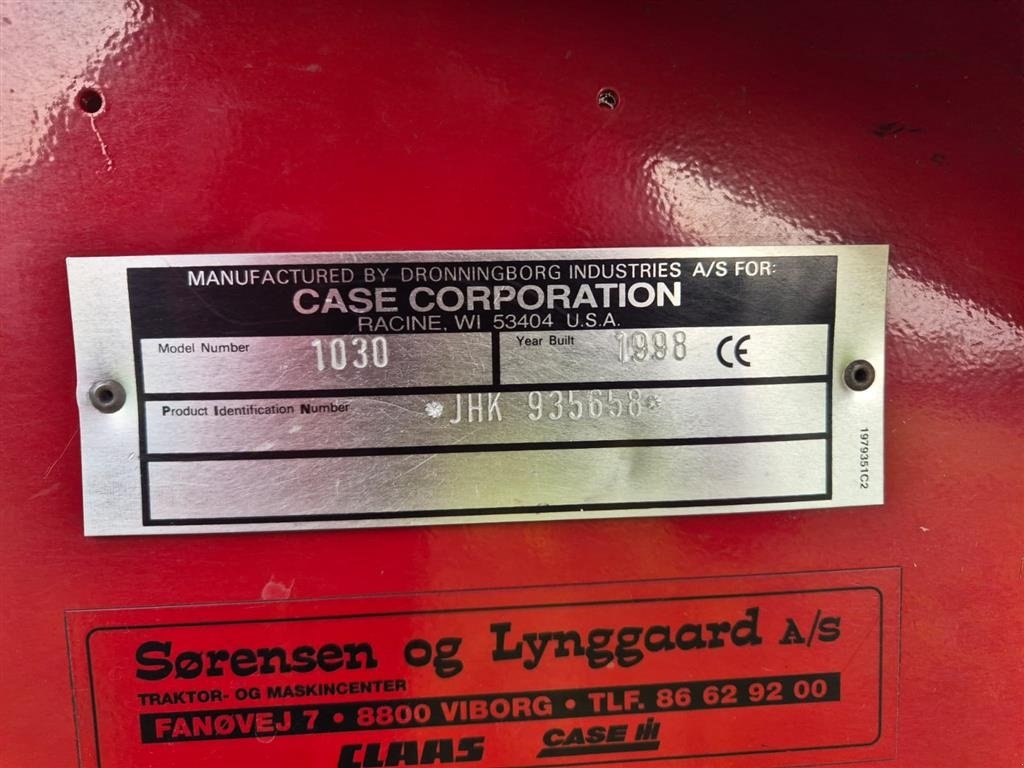 MANUFACTURED BY DRONNINGBORG INDUSTRIES A/S FOR:
CASE CORPORATION
RACINE, WI 53404 U.S.A.
Model Number 1030 Year Built 1998 CE
Product Identification Number *JHK 935658*
1979351C2
Sørensen og Lynggaard A/S
TRAKTOR- OG MASKINCENTER
FANØVEJ 7 • 8800 VIBORG • TLF. 86 62 92 00
CLAAS CASE IH